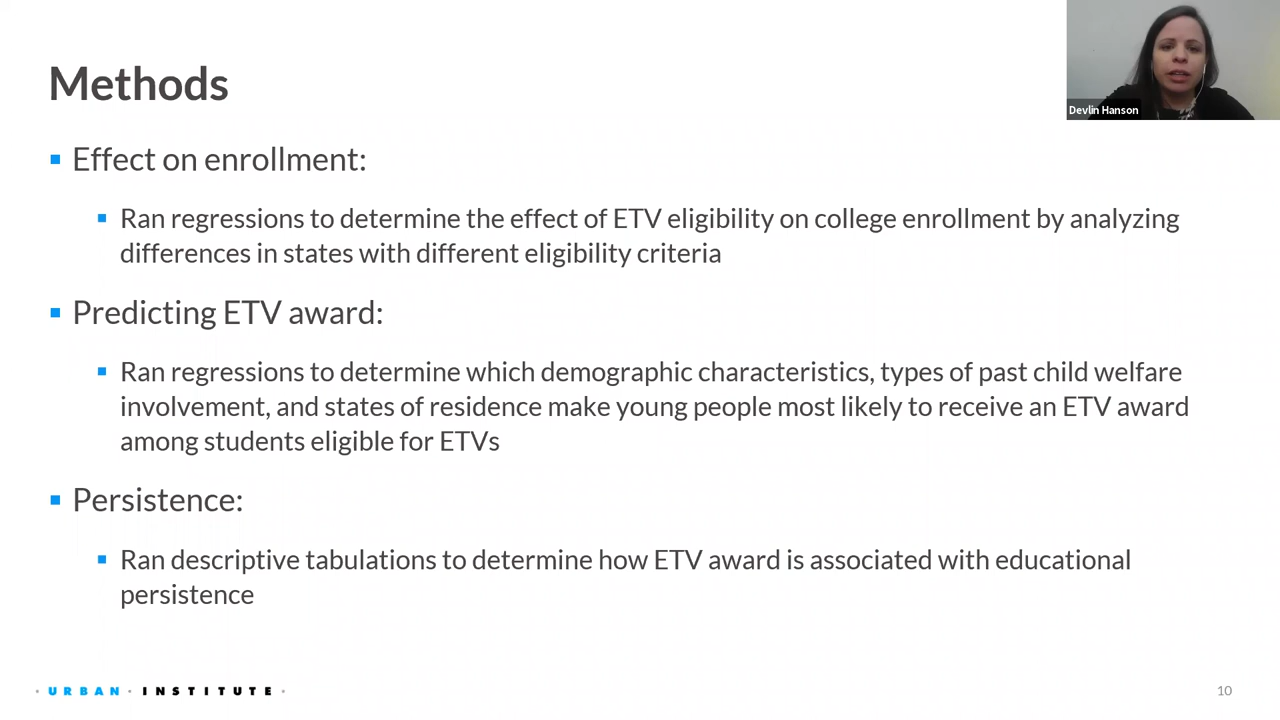 Methods
Devlin Hanson
Effect on enrollment:
Ran regressions to determine the effect of ETV eligibility on college enrollment by analyzing
differences in states with different eligibility criteria
Predicting ETV award:
Ran regressions to determine which demographic characteristics, types of past child welfare
involvement, and states of residence make young people most likely to receive an ETV award
among students eligible for ETVs
Persistence:
Ran descriptive tabulations to determine how ETV award is associated with educational
persistence
· URBAN · INSTITUTE ·
10